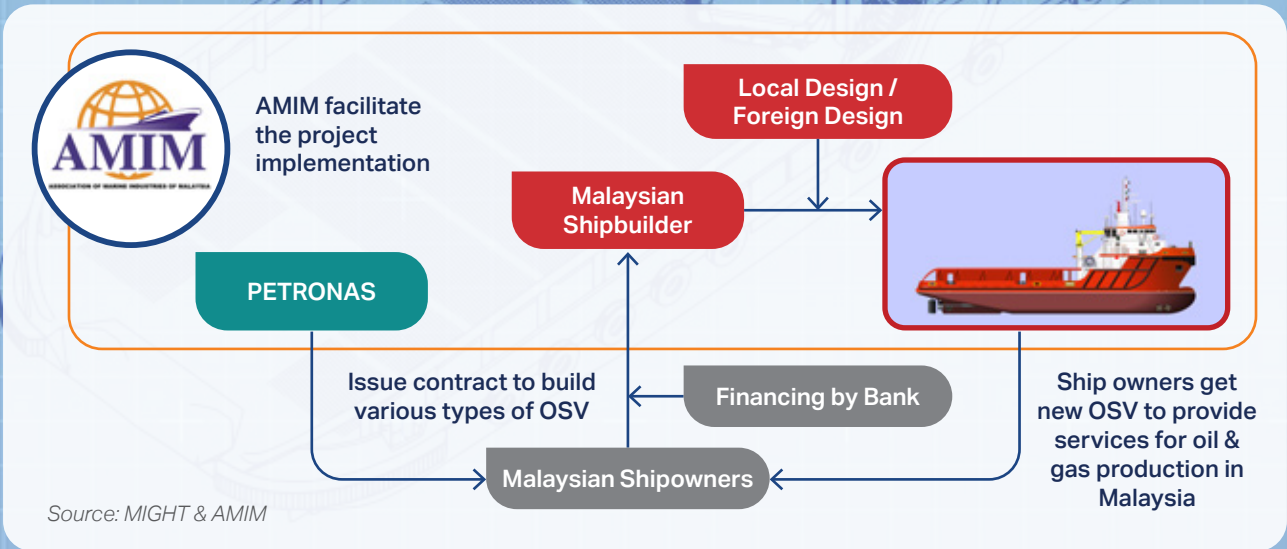 AMIM
ASSOCIATION OF MARINE INDUSTRIES OF MALAYSIA
AMIM facilitate
the project
implementation
Local Design /
Foreign Design
Malaysian
Shipbuilder
PETRONAS
Issue contract to build
various types of OSV
Financing by Bank
Malaysian Shipowners
Ship owners get
new OSV to provide
services for oil &
gas production in
Malaysia
Source: MIGHT & AMIM